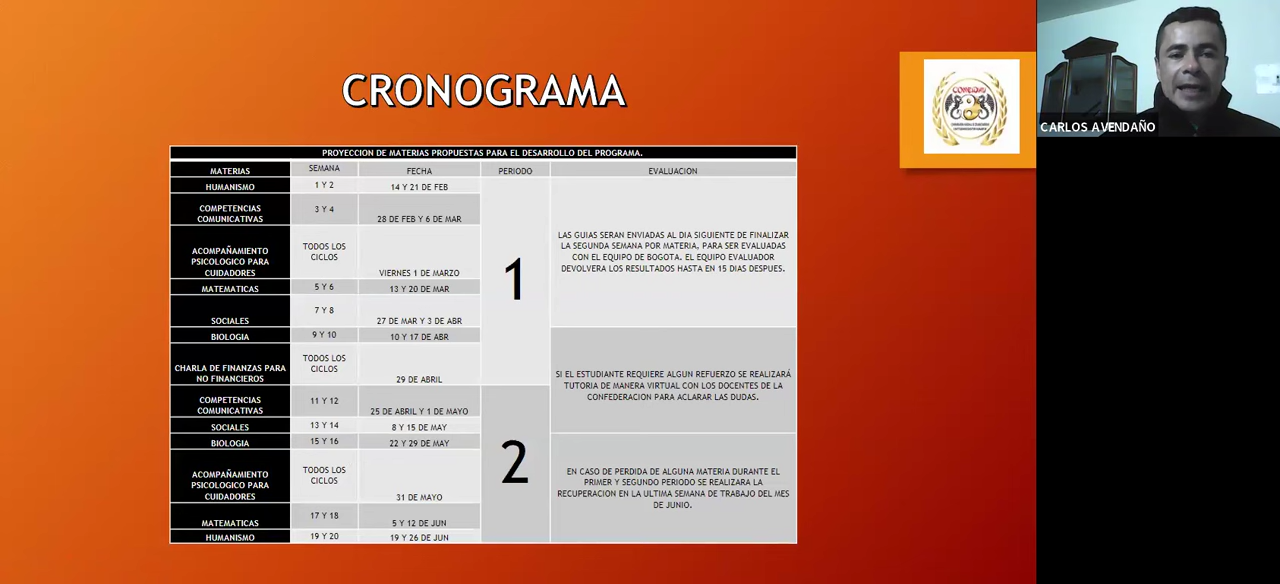 CRONOGRAMA
COMEDAV
CARLOS AVENDAÑO
PROYECCION DE MATERIAS PROPUESTAS PARA EL DESARROLLO DEL PROGRAMA.
MATERIAS SEMANA FECHA PERIODO EVALUACION
HUMANISMO 1 Y 2 14 Y 21 DE FEB
COMPETENCIAS
COMUNICATIVAS 3 Y 4 28 DE FEB Y 6 DE MAR
ACOMPAÑAMIENTO
PSICOLOGICO PARA
CUIDADORES
TODOS LOS
CICLOS
VIERNES 1 DE MARZO
MATEMATICAS 5 Y 6 13 Y 20 DE MAR
SOCIALES 7 Y 8 27 DE MAR Y 3 DE ABR
BIOLOGIA 9 Y 10 10 Y 17 DE ABR
CHARLA DE FINANZAS PARA
NO FINANCIEROS
TODOS LOS
CICLOS
29 DE ABRIL
1
LAS GUIAS SERAN ENVIADAS AL DIA SIGUIENTE DE FINALIZAR
LA SEGUNDA SEMANA POR MATERIA, PARA SER EVALUADAS
CON EL EQUIPO DE BOGOTA. EL EQUIPO EVALUADOR
DEVOLVERA LOS RESULTADOS HASTA EN 15 DIAS DESPUES.
SI EL ESTUDIANTE REQUIERE ALGUN REFUERZO SE REALIZARÁ
TUTORIA DE MANERA VIRTUAL CON LOS DOCENTES DE LA
CONFEDERACION PARA ACLARAR LAS DUDAS.
COMPETENCIAS
COMUNICATIVAS 11 Y 12 25 DE ABRIL Y 1 DE MAYO
SOCIALES 13 Y 14 8 Y 15 DE MAY
BIOLOGIA 15 Y 16 22 Y 29 DE MAY
ACOMPAÑAMIENTO
PSICOLOGICO PARA
CUIDADORES
TODOS LOS
CICLOS
31 DE MAYO
MATEMATICAS 17 Y 18 5 Y 12 DE JUN
HUMANISMO 19 Y 20 19 Y 26 DE JUN
2
EN CASO DE PERDIDA DE ALGUNA MATERIA DURANTE EL
PRIMER Y SEGUNDO PERIODO SE REALIZARA LA
RECUPERACION EN LA ULTIMA SEMANA DE TRABAJO DEL MES
DE JUNIO.